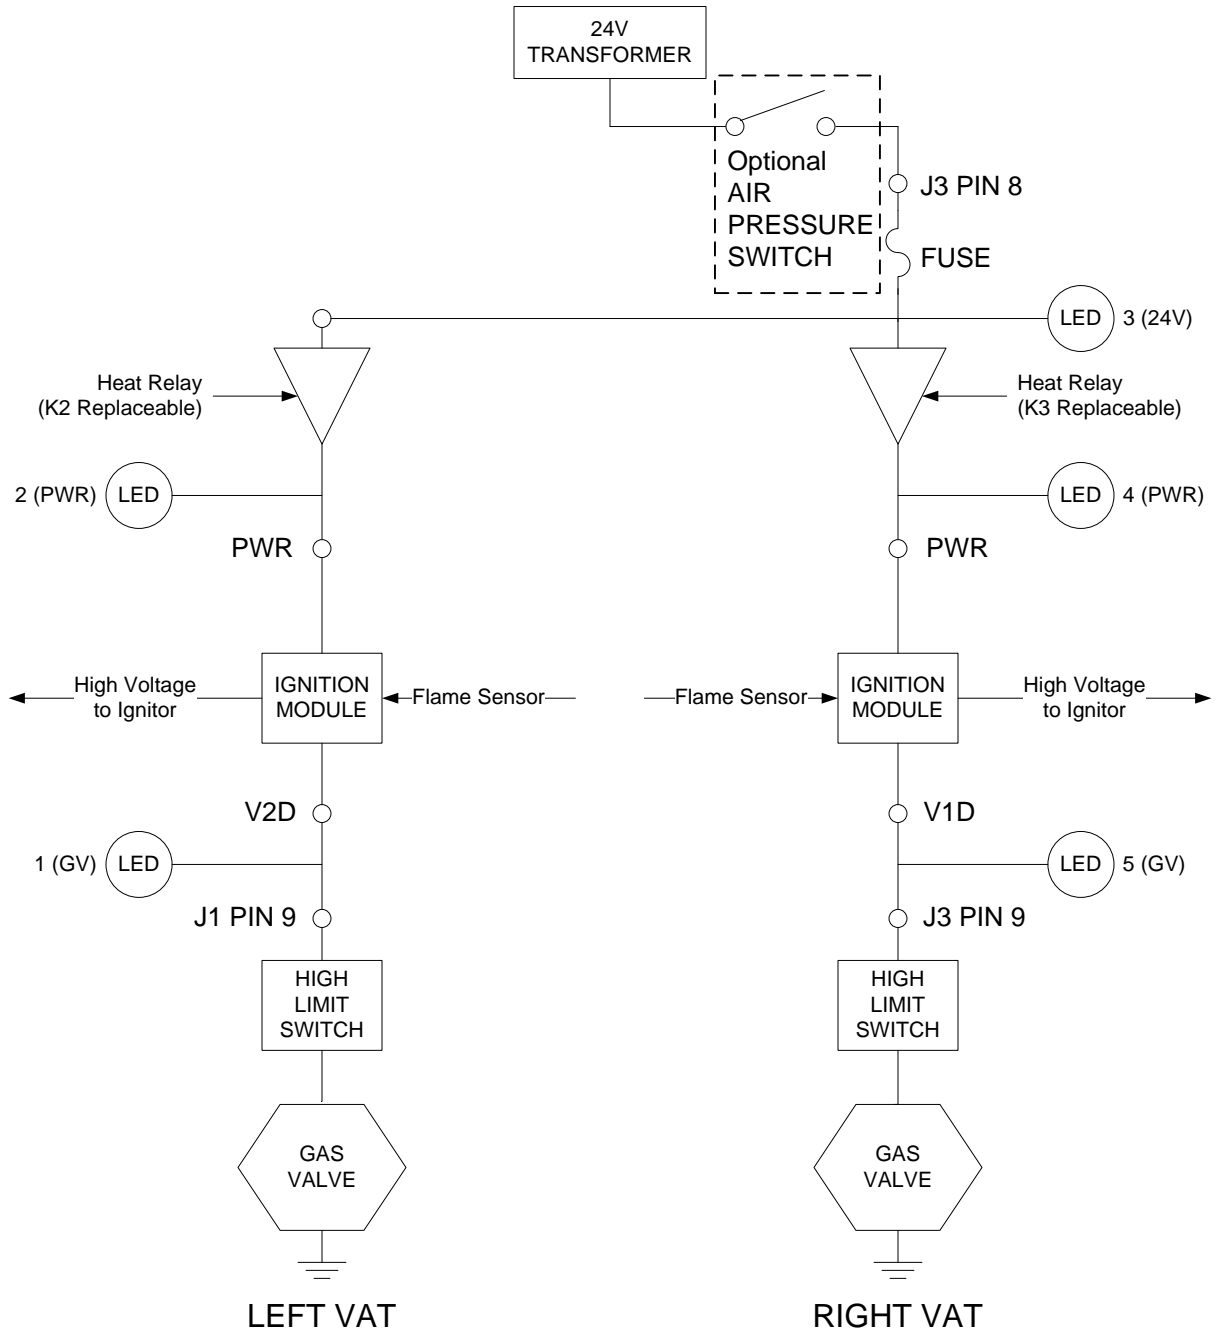 24V
TRANSFORMER
Optional
AIR
PRESSURE
SWITCH
J3 PIN 8
FUSE
LED
3 (24V)
Heat Relay
(K2 Replaceable)
Heat Relay
(K3 Replaceable)
2 (PWR)
LED
LED
4 (PWR)
PWR
PWR
High Voltage
to Ignitor
IGNITION
MODULE
Flame Sensor
Flame Sensor
IGNITION
MODULE
High Voltage
to Ignitor
V2D
V1D
1 (GV)
LED
LED
5 (GV)
J1 PIN 9
J3 PIN 9
HIGH
LIMIT
SWITCH
HIGH
LIMIT
SWITCH
GAS
VALVE
GAS
VALVE
LEFT VAT
RIGHT VAT